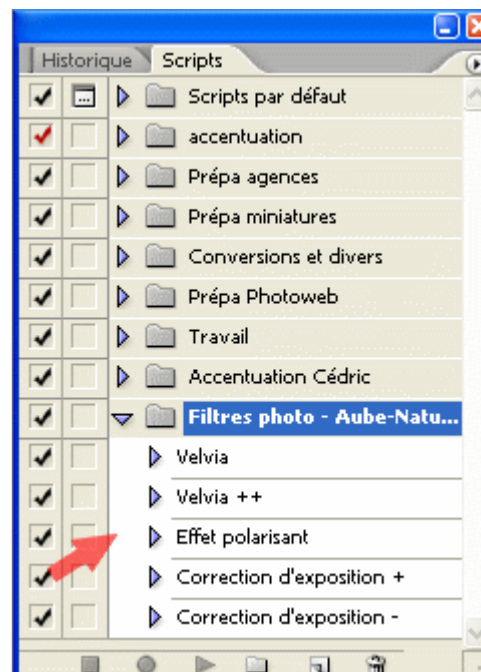 Historique Scripts
Scripts par défaut
accentuation
Prépa agences
Prépa miniatures
Conversions et divers
Prépa Photoweb
Travail
Accentuation Cédric
Filtres photo - Aube-Natu...
Velvia
Velvia ++
Effet polarisant
Correction d'exposition +
Correction d'exposition -